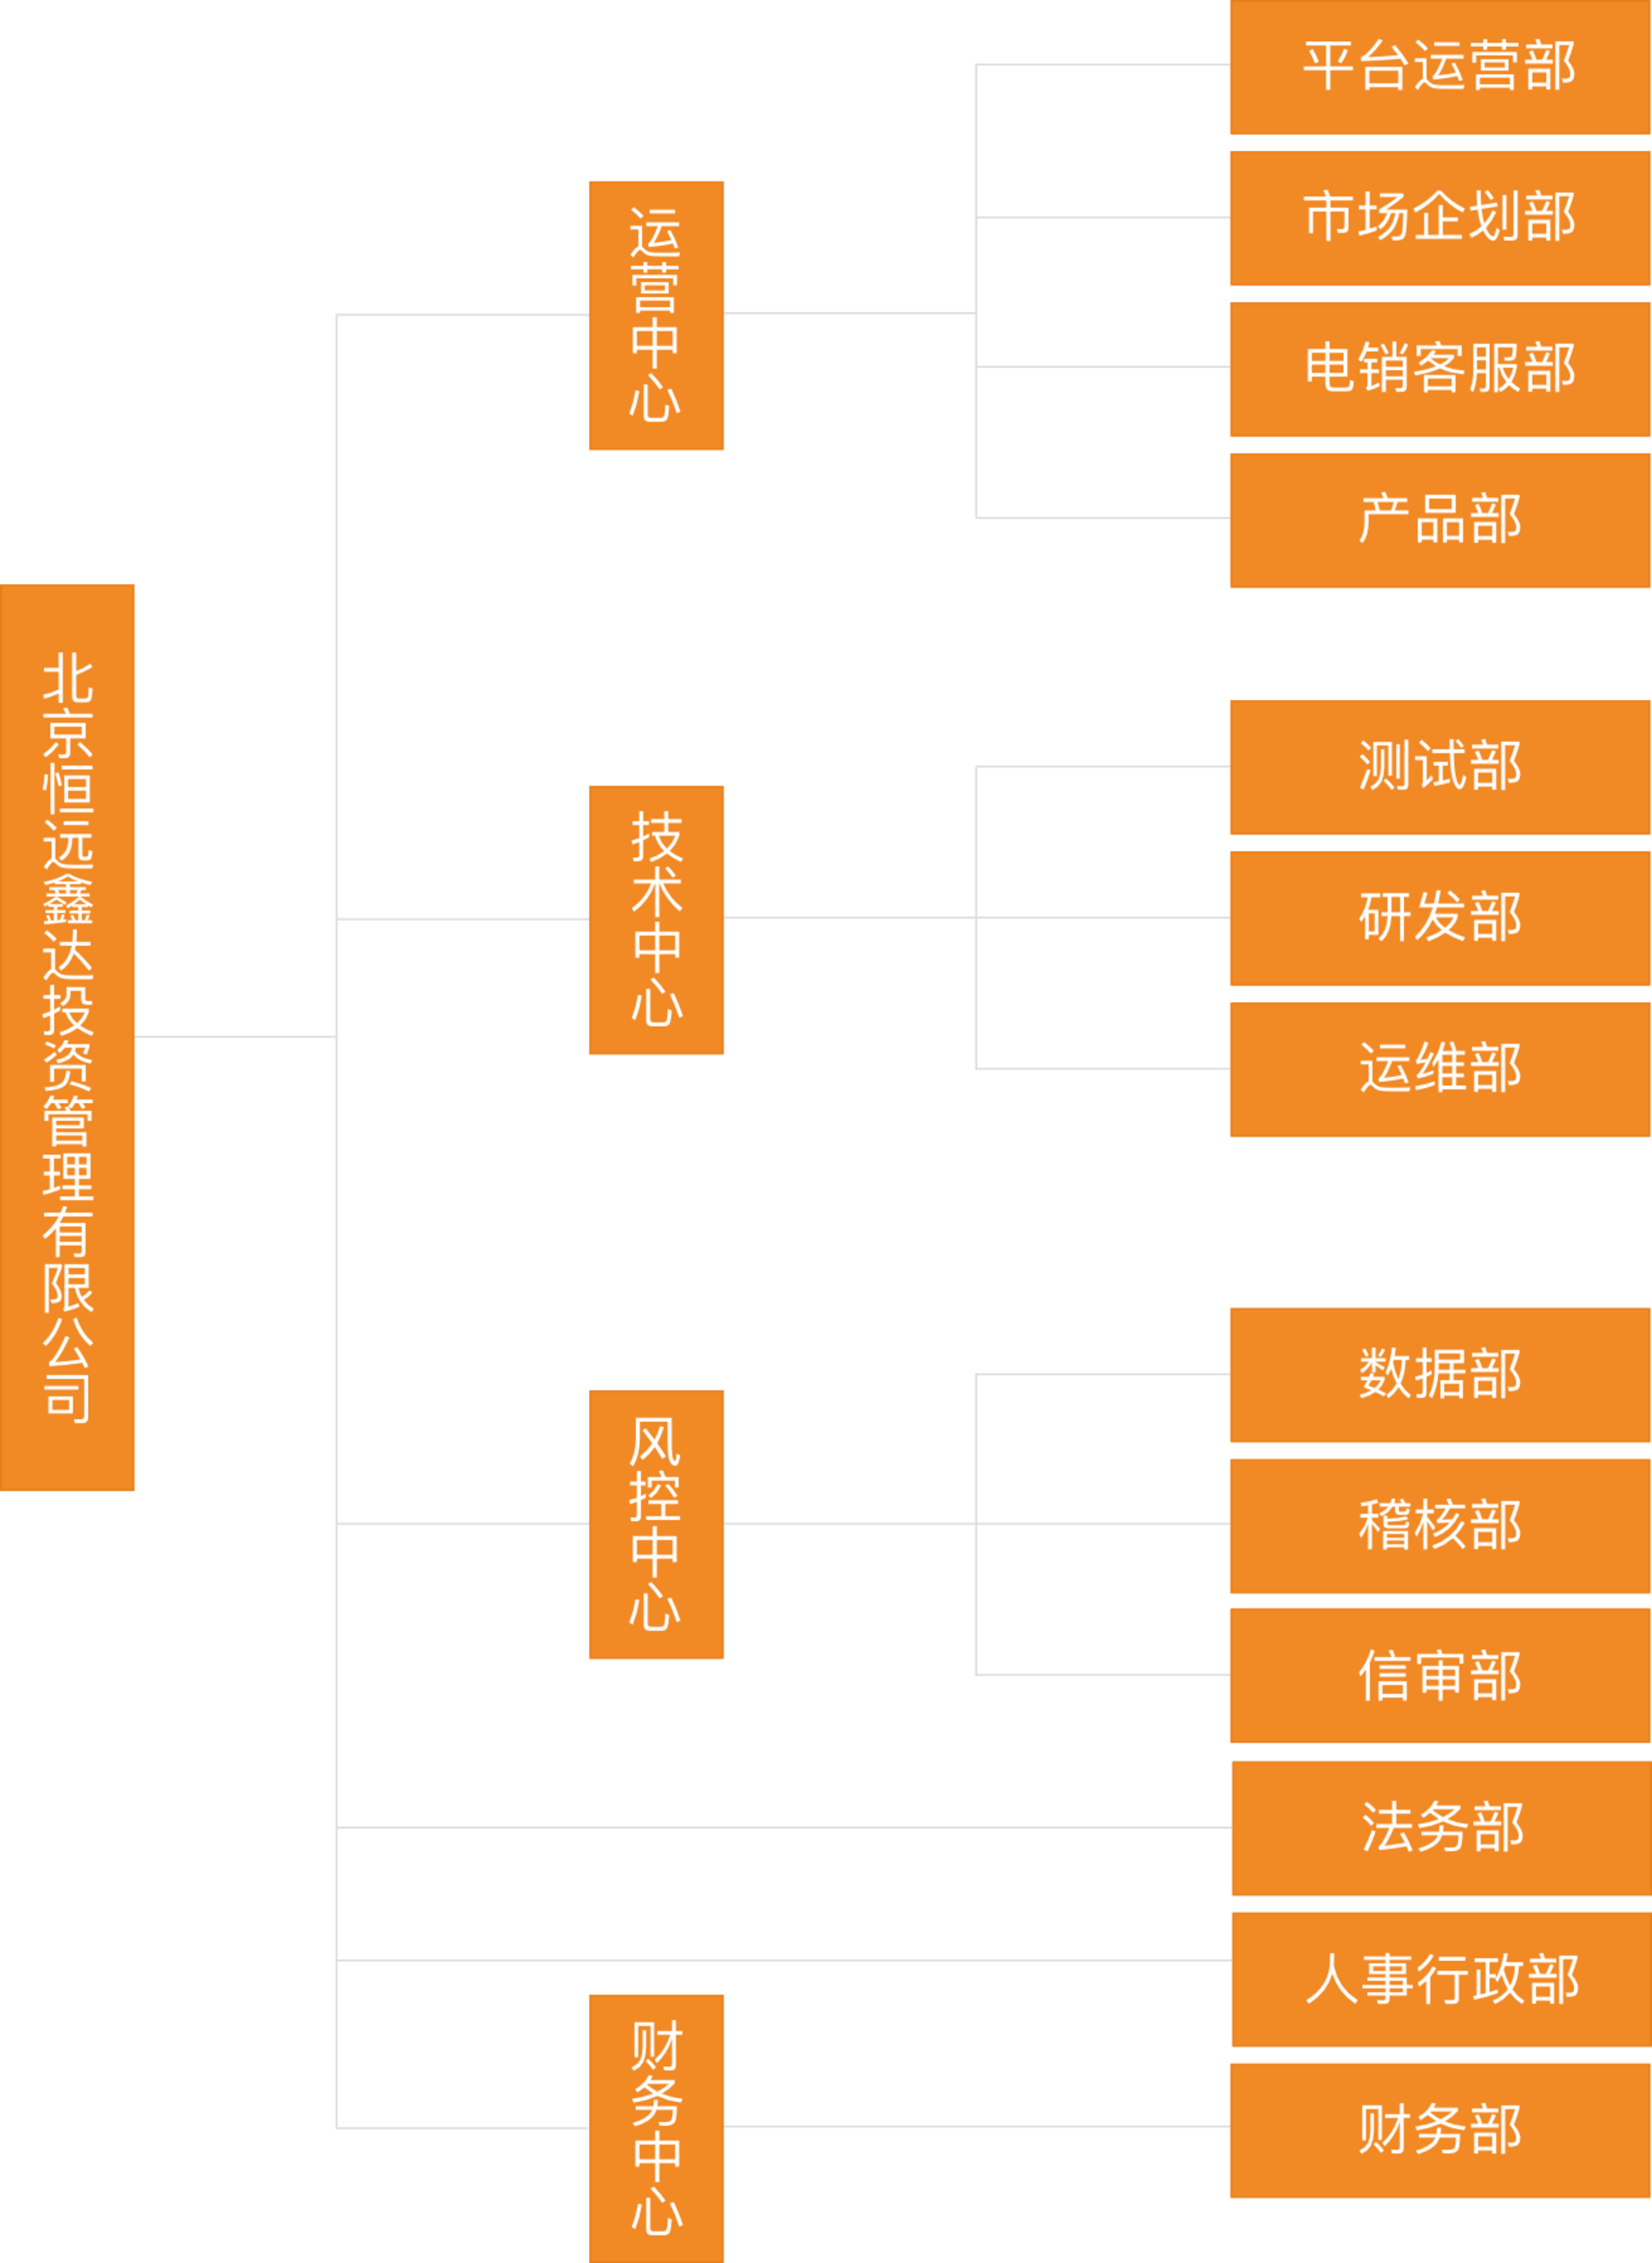 北京恒远鑫达投资管理有限公司
运营中心
平台运营部
市场企划部
电销客服部
产品部
技术中心
测试部
研发部
运维部
风控中心
数据部
稽核部
信审部
法务部
人事行政部
财务中心
财务部